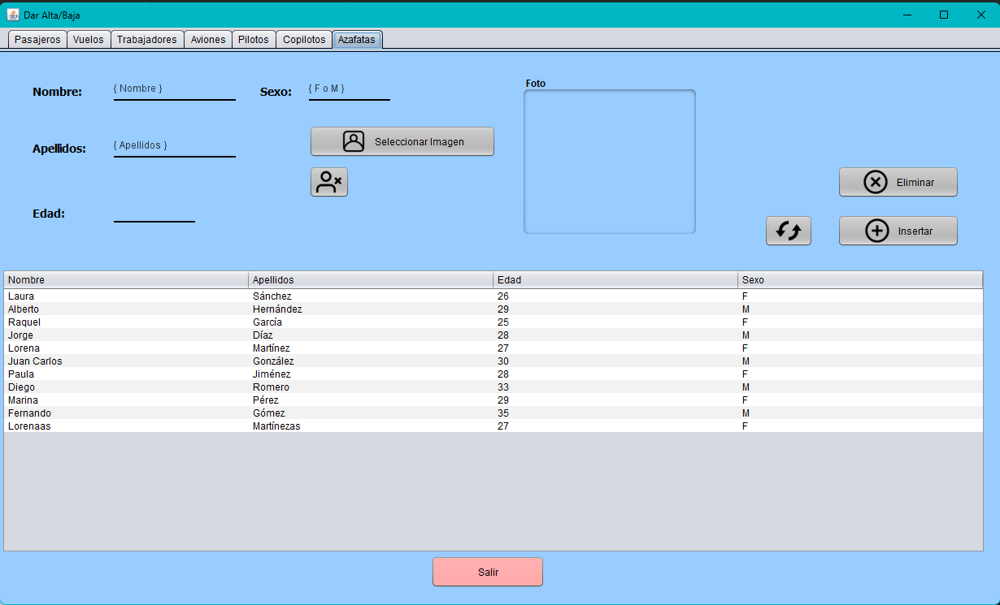 Dar Alta/Baja
Pasajeros Vuelos Trabajadores Aviones Pilotos Copilotos Azafatas
Nombre: { Nombre } Sexo: { F o M } Foto
Apellidos: { Apellidos } Seleccionar Imagen
Eliminar
Edad:
Insertar
Nombre Apellidos Edad Sexo
Laura Sánchez 26 F
Alberto Hernández 29 M
Raquel García 25 F
Jorge Díaz 28 M
Lorena Martínez 27 F
Juan Carlos González 30 M
Paula Jiménez 28 F
Diego Romero 33 M
Marina Pérez 29 F
Fernando Gómez 35 M
Lorenaas Martínezas 27 F
Salir